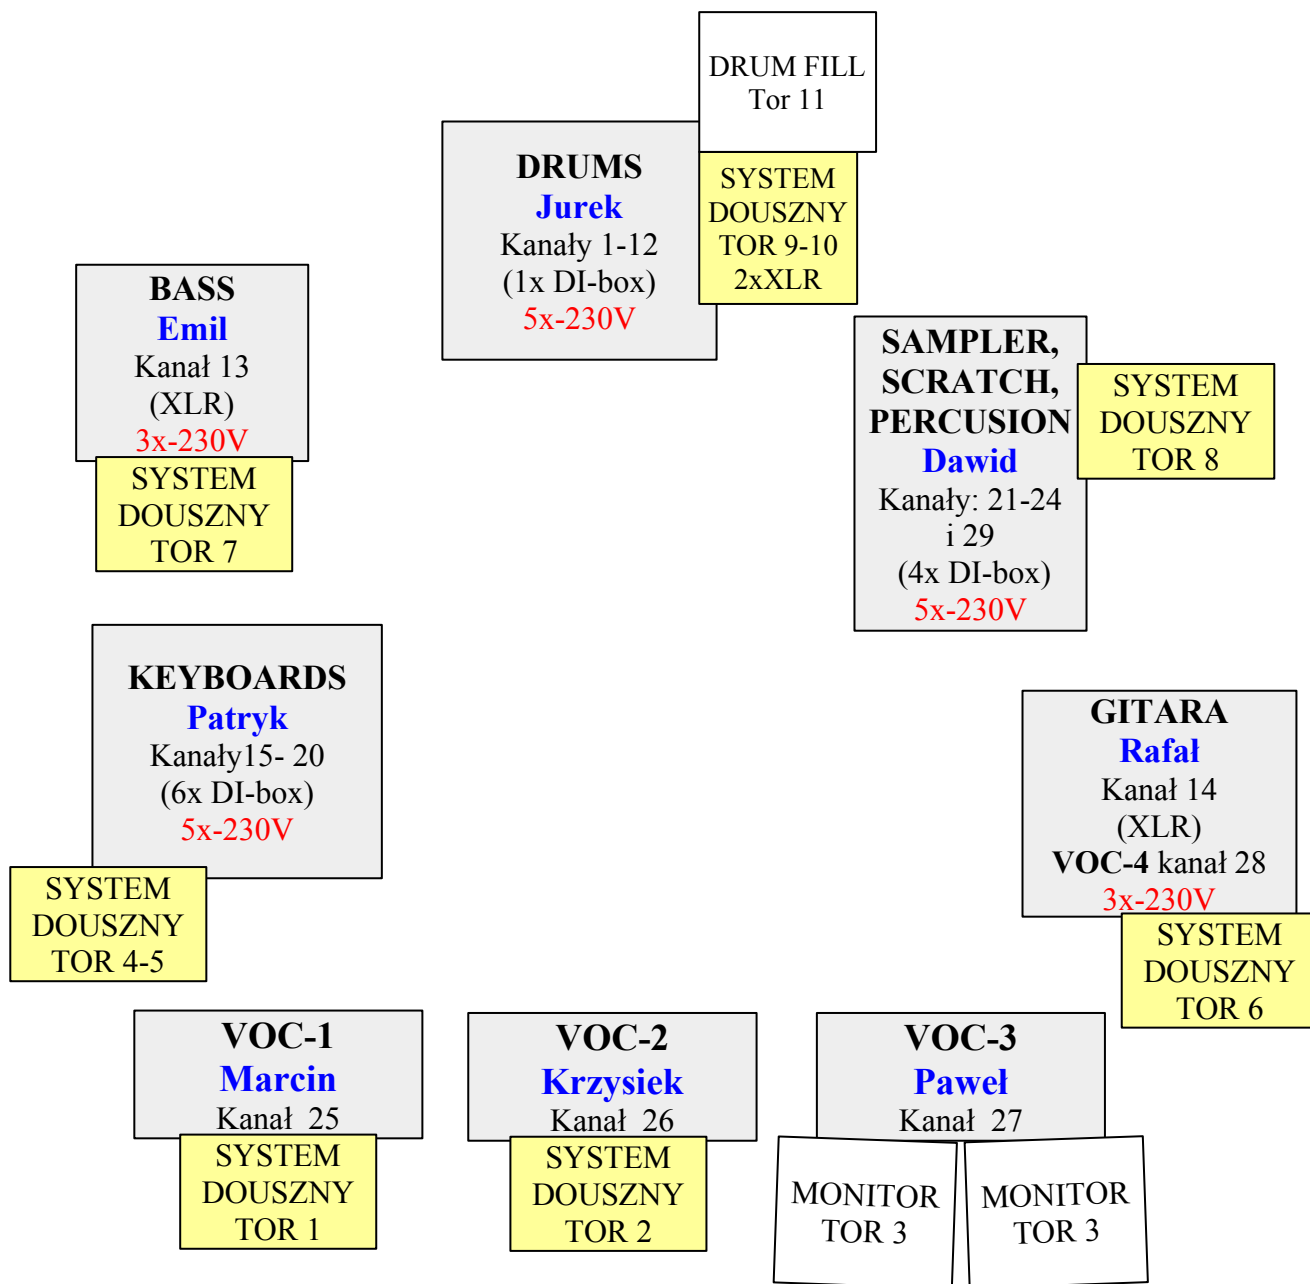 DRUM FILL
Tor 11
DRUMS
Jurek
Kanały 1-12
(1x DI-box)
5x-230V
SYSTEM
DOUSZNY
TOR 9-10
2xXLR
BASS
Emil
Kanał 13
(XLR)
3x-230V
SYSTEM
DOUSZNY
TOR 7
SAMPLER,
SCRATCH,
PERCUSION
Dawid
Kanały: 21-24
i 29
(4x DI-box)
5x-230V
SYSTEM
DOUSZNY
TOR 8
KEYBOARDS
Patryk
Kanały15- 20
(6x DI-box)
5x-230V
SYSTEM
DOUSZNY
TOR 4-5
GITARA
Rafał
Kanał 14
(XLR)
VOC-4 kanał 28
3x-230V
SYSTEM
DOUSZNY
TOR 6
VOC-1
Marcin
Kanał  25
SYSTEM
DOUSZNY
TOR 1
VOC-2
Krzysiek
Kanał  26
SYSTEM
DOUSZNY
TOR 2
VOC-3
Paweł
Kanał  27
MONITOR
TOR 3
MONITOR
TOR 3